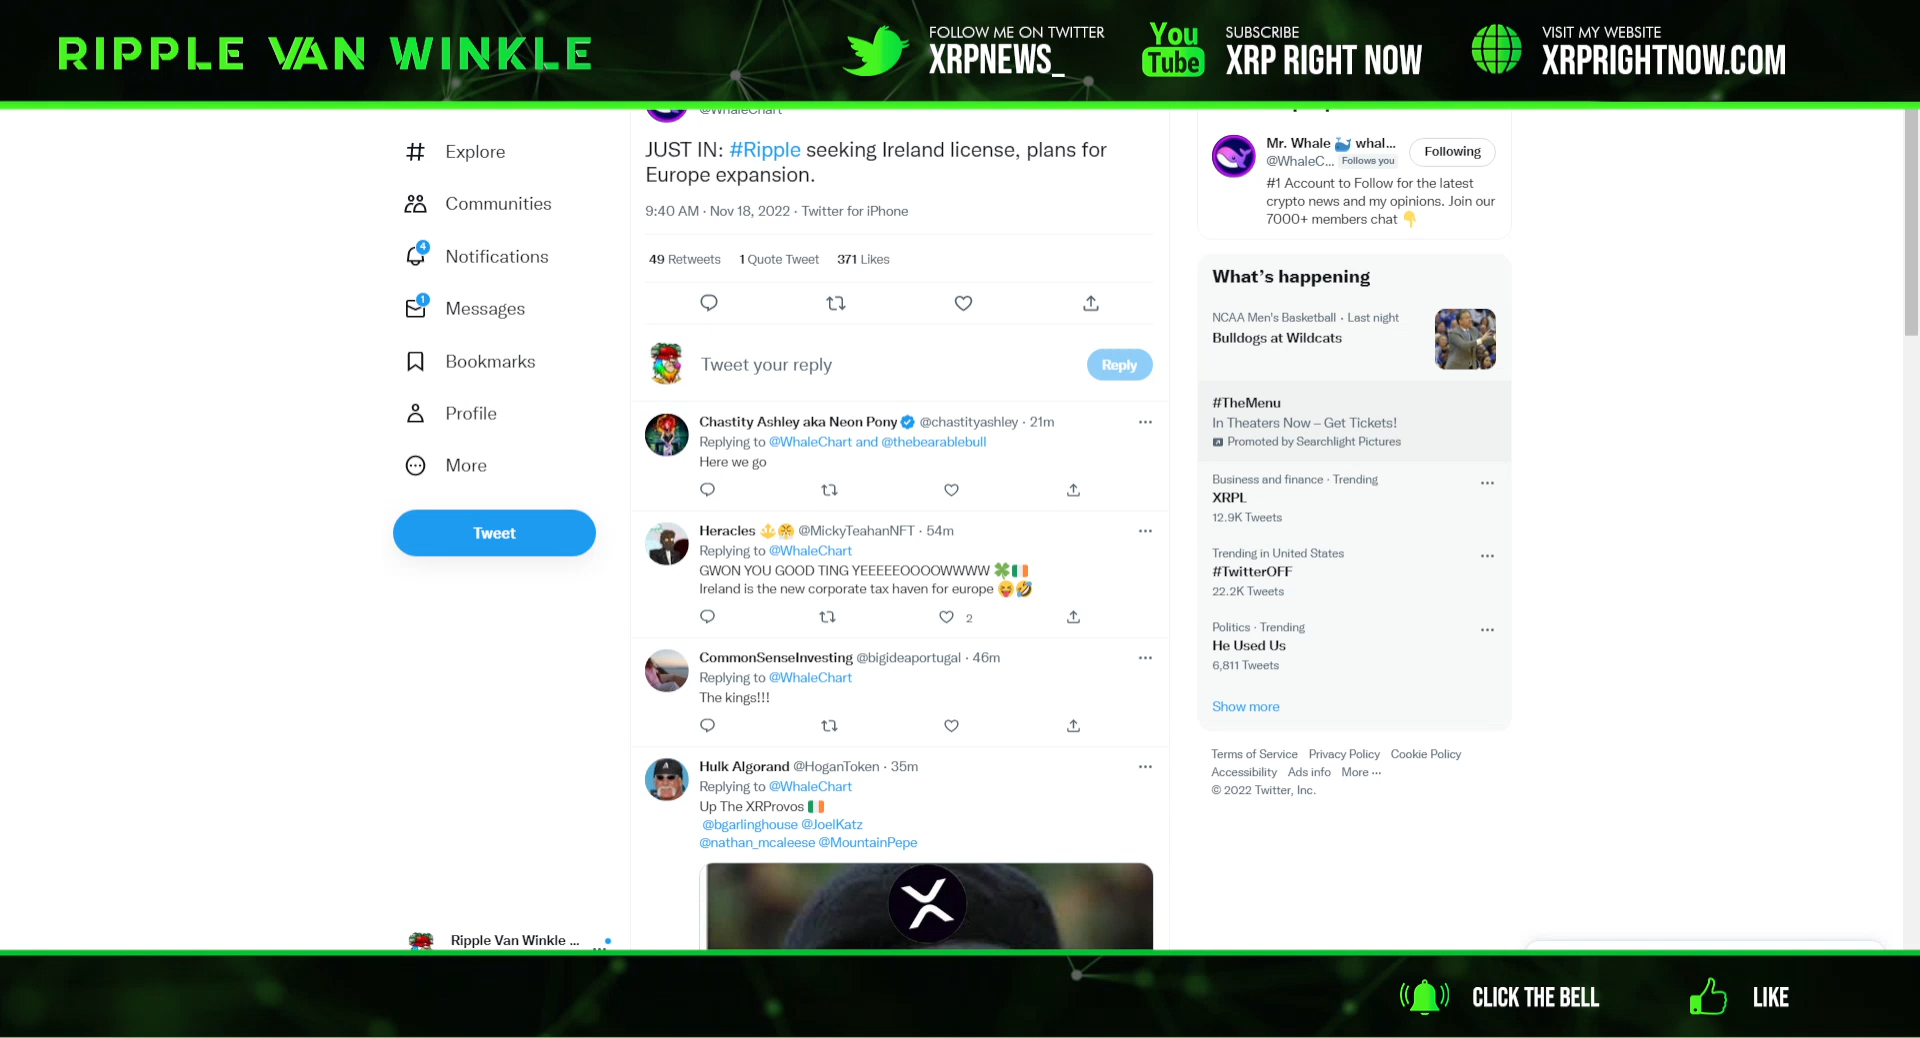 RIPPLE VAN WINKLE
FOLLOW ME ON TWITTER
XRPNEWS_
You
Tube
SUBSCRIBE
XRP RIGHT NOW
VISIT MY WEBSITE
XRPRIGHTNOW.COM
Explore
Communities
4
Notifications
1
Messages
Bookmarks
Profile
More
Tweet
Ripple Van Winkle ...
@WhaleChart
JUST IN: #Ripple seeking Ireland license, plans for
Europe expansion.
9:40 AM · Nov 18, 2022 · Twitter for iPhone
49 Retweets 1 Quote Tweet 371 Likes
Tweet your reply
Reply
Chastity Ashley aka Neon Pony @chastityashley · 21m
Replying to @WhaleChart and @thebearablebull
Here we go
Heracles 🔱😤 @MickyTeahanNFT · 54m
Replying to @WhaleChart
GWON YOU GOOD TING YEEEEEOOOOWWWW 🍀🇮🇪
Ireland is the new corporate tax haven for europe 😝🤣
2
CommonSenseInvesting @bigideaportugal · 46m
Replying to @WhaleChart
The kings!!!
Hulk Algorand @HoganToken · 35m
Replying to @WhaleChart
Up The XRProvos 🇮🇪
@bgarlinghouse @JoelKatz
@nathan_mcaleese @MountainPepe
Mr. Whale 🐳 whal...
Following
@WhaleC... Follows you
#1 Account to Follow for the latest
crypto news and my opinions. Join our
7000+ members chat 👇
What's happening
NCAA Men's Basketball · Last night
Bulldogs at Wildcats
#TheMenu
In Theaters Now – Get Tickets!
Promoted by Searchlight Pictures
Business and finance · Trending
XRPL
12.9K Tweets
Trending in United States
#TwitterOFF
22.2K Tweets
Politics · Trending
He Used Us
6,811 Tweets
Show more
Terms of Service Privacy Policy Cookie Policy
Accessibility Ads info More ···
© 2022 Twitter, Inc.
CLICK THE BELL
LIKE